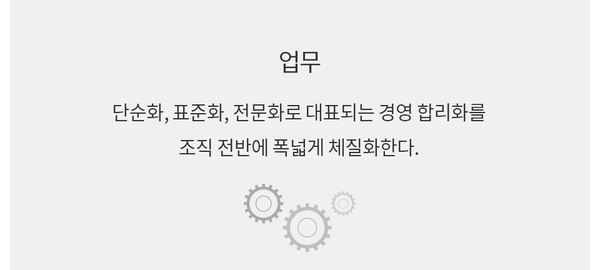 업무
단순화, 표준화, 전문화로 대표되는 경영 합리화를
조직 전반에 폭넓게 체질화한다.